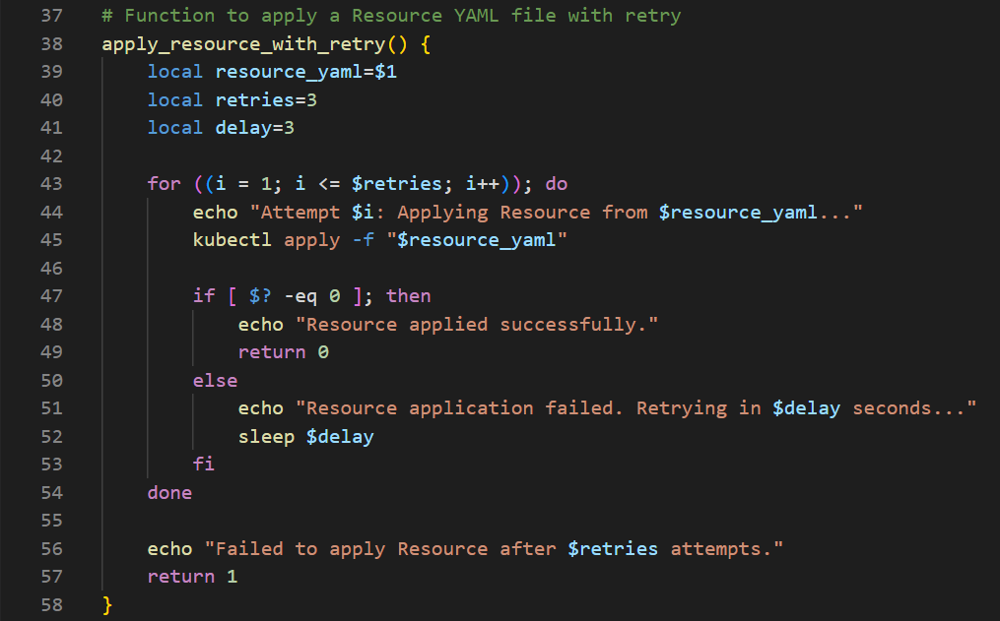 37 # Function to apply a Resource YAML file with retry
38 apply_resource_with_retry() {
39     local resource_yaml=$1
40     local retries=3
41     local delay=3
42
43     for ((i = 1; i <= $retries; i++)); do
44         echo "Attempt $i: Applying Resource from $resource_yaml..."
45         kubectl apply -f "$resource_yaml"
46
47         if [ $? -eq 0 ]; then
48             echo "Resource applied successfully."
49             return 0
50         else
51             echo "Resource application failed. Retrying in $delay seconds..."
52             sleep $delay
53         fi
54     done
55
56     echo "Failed to apply Resource after $retries attempts."
57     return 1
58 }